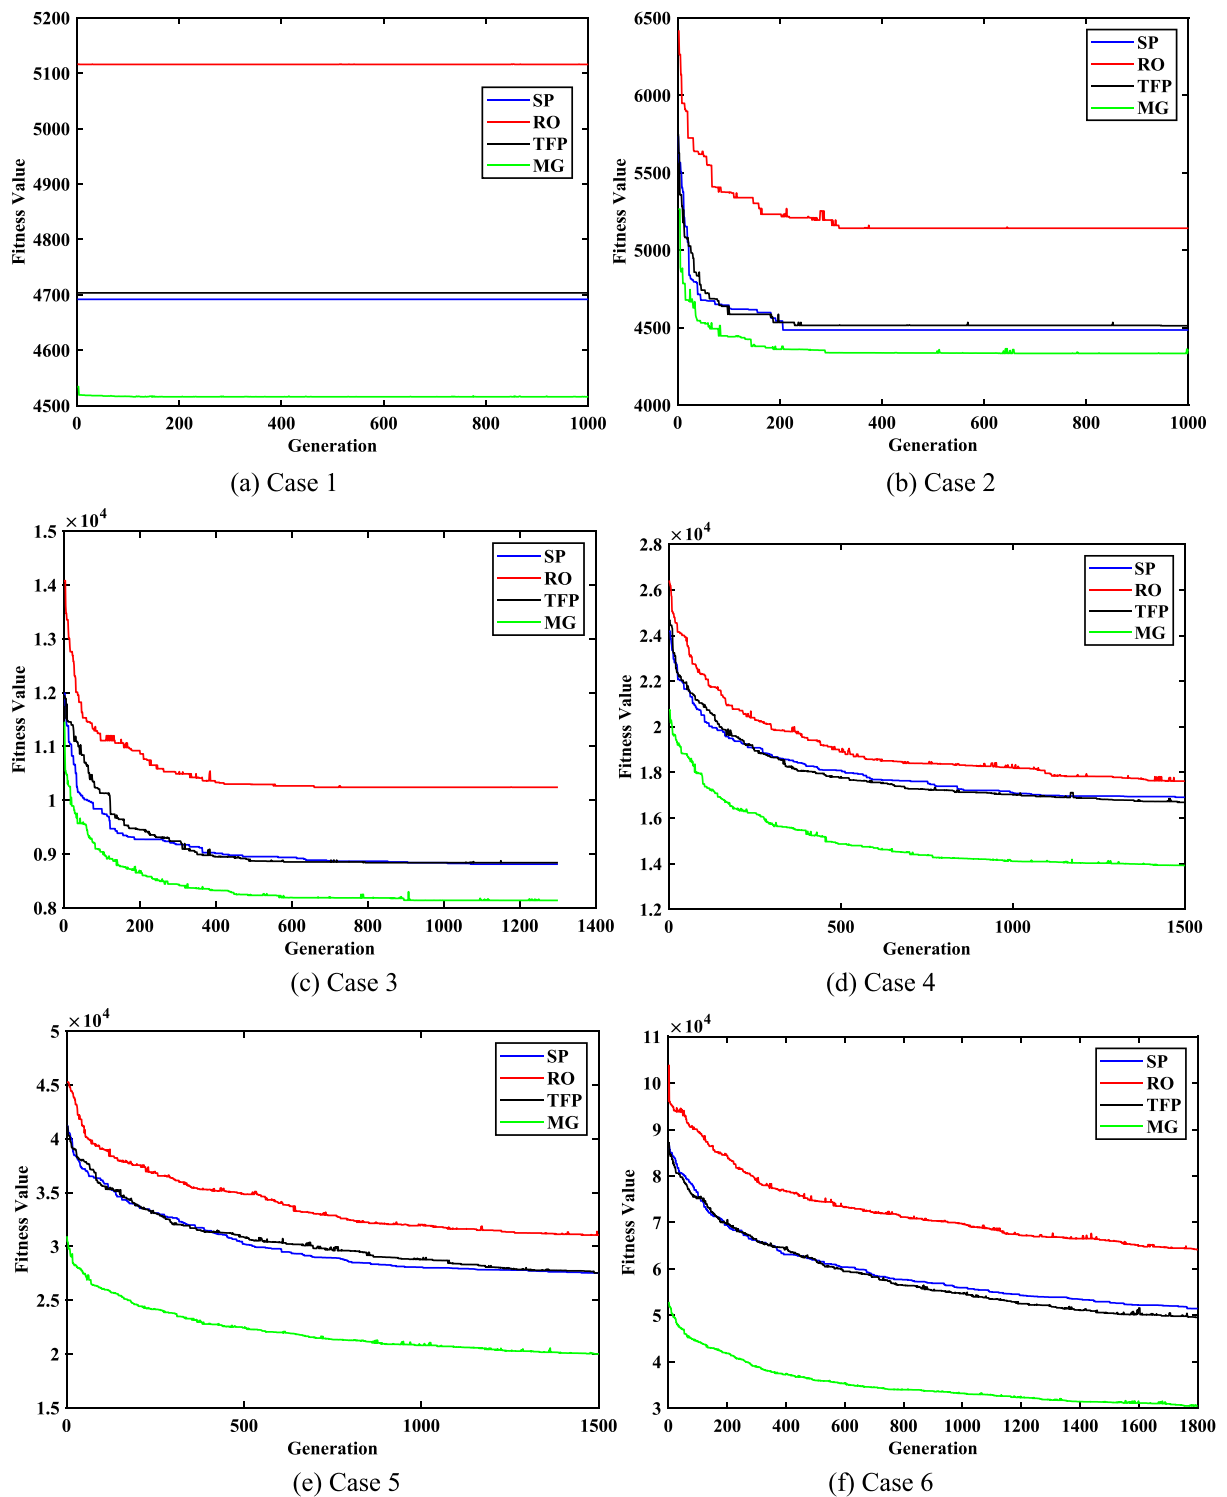 5200
5100
5000
4900
4800
4700
4600
4500
0 200 400 600 800 1000
Fitness Value
Generation
SP
RO
TFP
MG
(a) Case 1
6500
6000
5500
5000
4500
4000
0 200 400 600 800 1000
Fitness Value
Generation
SP
RO
TFP
MG
(b) Case 2
×10⁴
1.5
1.4
1.3
1.2
1.1
1
0.9
0.8
0 200 400 600 800 1000 1200 1400
Fitness Value
Generation
SP
RO
TFP
MG
(c) Case 3
×10⁴
2.8
2.6
2.4
2.2
2
1.8
1.6
1.4
1.2
0 500 1000 1500
Fitness Value
Generation
SP
RO
TFP
MG
(d) Case 4
×10⁴
5
4.5
4
3.5
3
2.5
2
1.5
0 500 1000 1500
Fitness Value
Generation
SP
RO
TFP
MG
(e) Case 5
×10⁴
11
10
9
8
7
6
5
4
3
0 200 400 600 800 1000 1200 1400 1600 1800
Fitness Value
Generation
SP
RO
TFP
MG
(f) Case 6